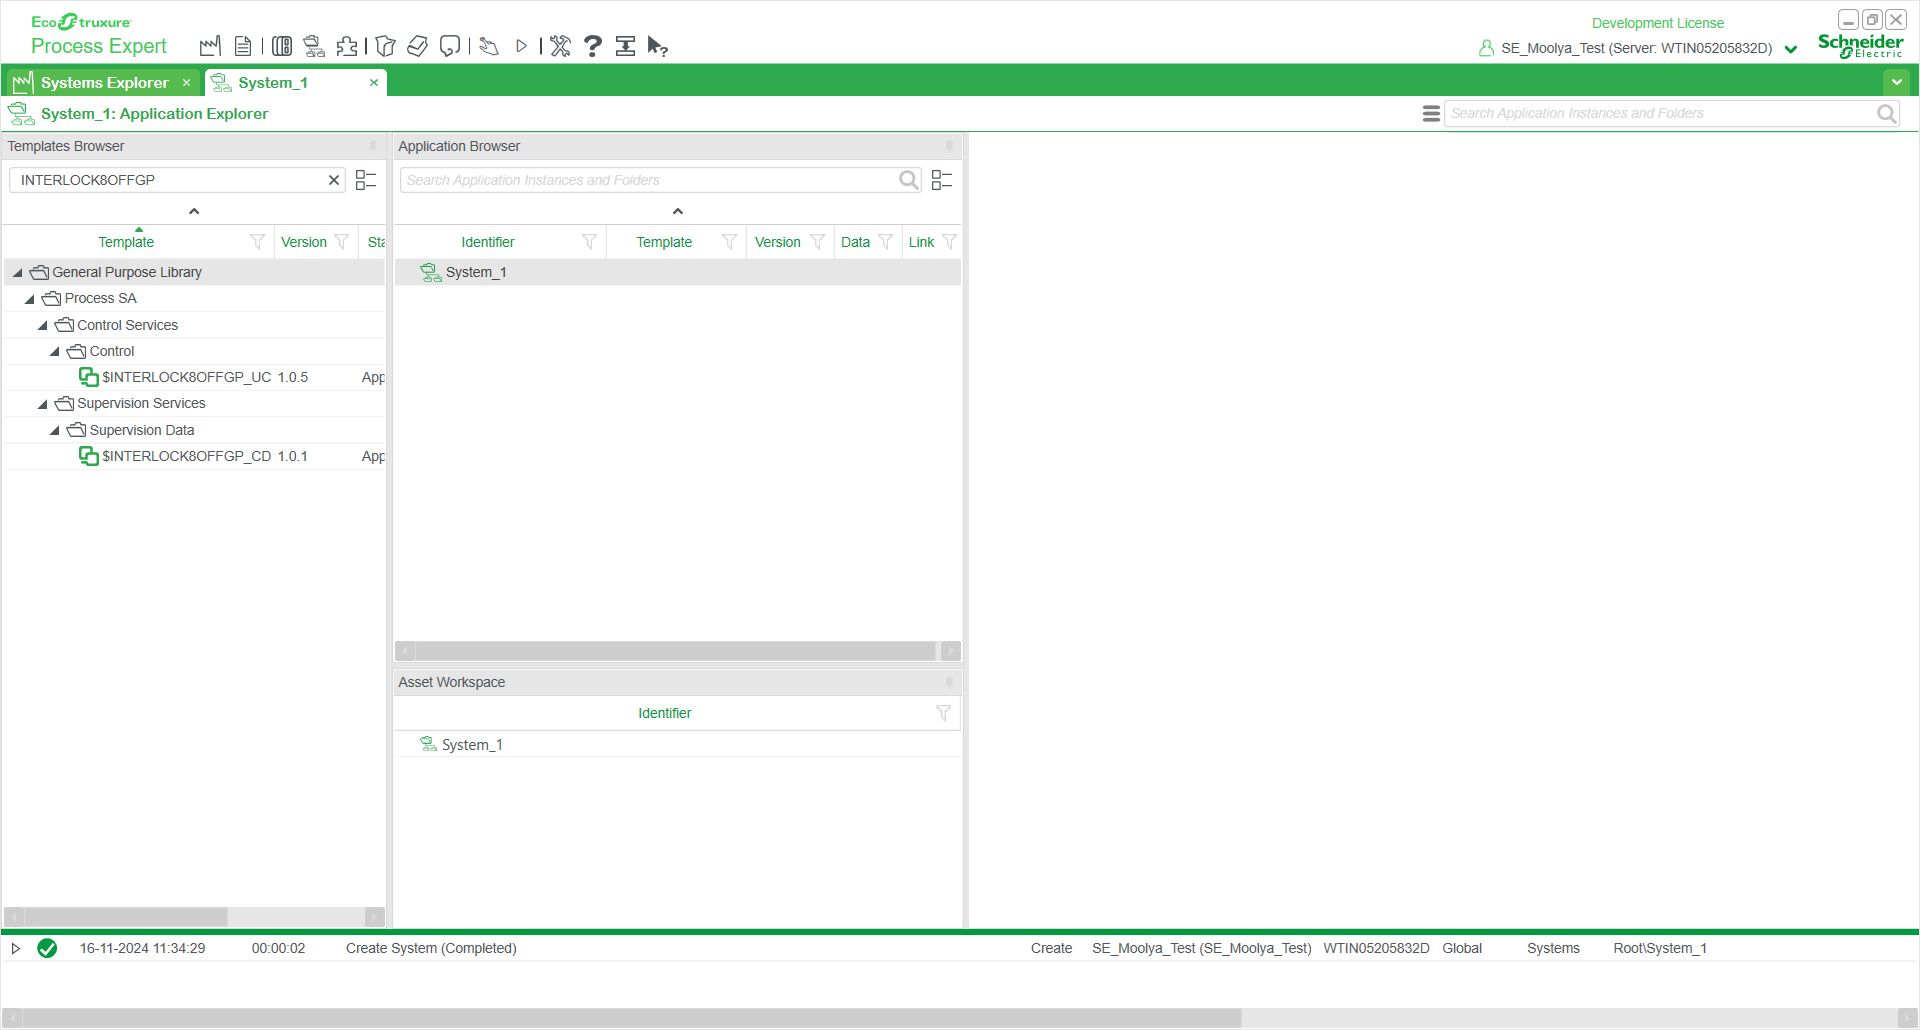 EcoStruxure
Process Expert
Development License
SE_Moolya_Test (Server: WTIN05205832D)
Schneider
Electric
Systems Explorer
System_1
System_1: Application Explorer
Search Application Instances and Folders
Templates Browser
INTERLOCK8OFFGP
Template Version Sta
General Purpose Library
Process SA
Control Services
Control
$INTERLOCK8OFFGP_UC 1.0.5 App
Supervision Services
Supervision Data
$INTERLOCK8OFFGP_CD 1.0.1 App
Application Browser
Search Application Instances and Folders
Identifier Template Version Data Link
System_1
Asset Workspace
Identifier
System_1
16-11-2024 11:34:29 00:00:02 Create System (Completed) Create SE_Moolya_Test (SE_Moolya_Test) WTIN05205832D Global Systems Root\System_1